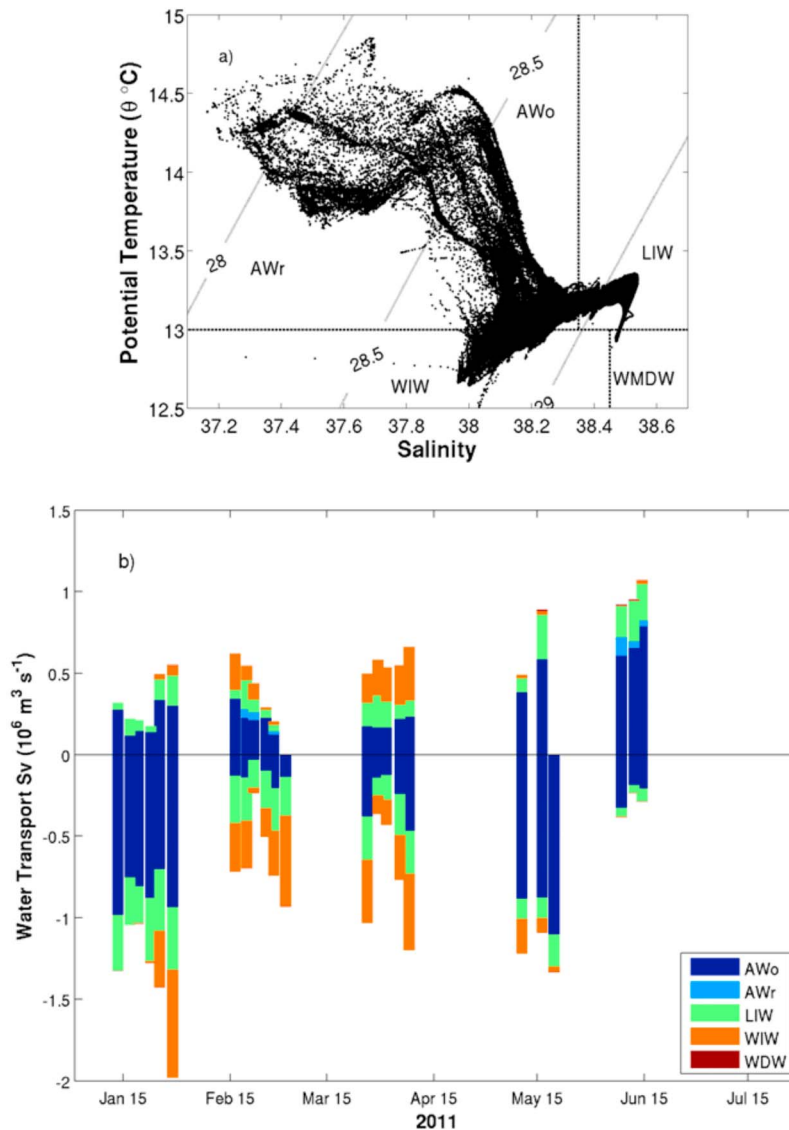 15
14.5
14
13.5
13
12.5
37.2 37.4 37.6 37.8 38 38.2 38.4 38.6
Potential Temperature (θ °C)
Salinity
a)
28.5
AWo
LIW
28
AWr
28.5
WIW
WMDW
29
1.5
1
0.5
0
-0.5
-1
-1.5
-2
Water Transport Sv (10⁶ m³ s⁻¹)
b)
AWo
AWr
LIW
WIW
WDW
Jan 15 Feb 15 Mar 15 Apr 15 May 15 Jun 15 Jul 15
2011